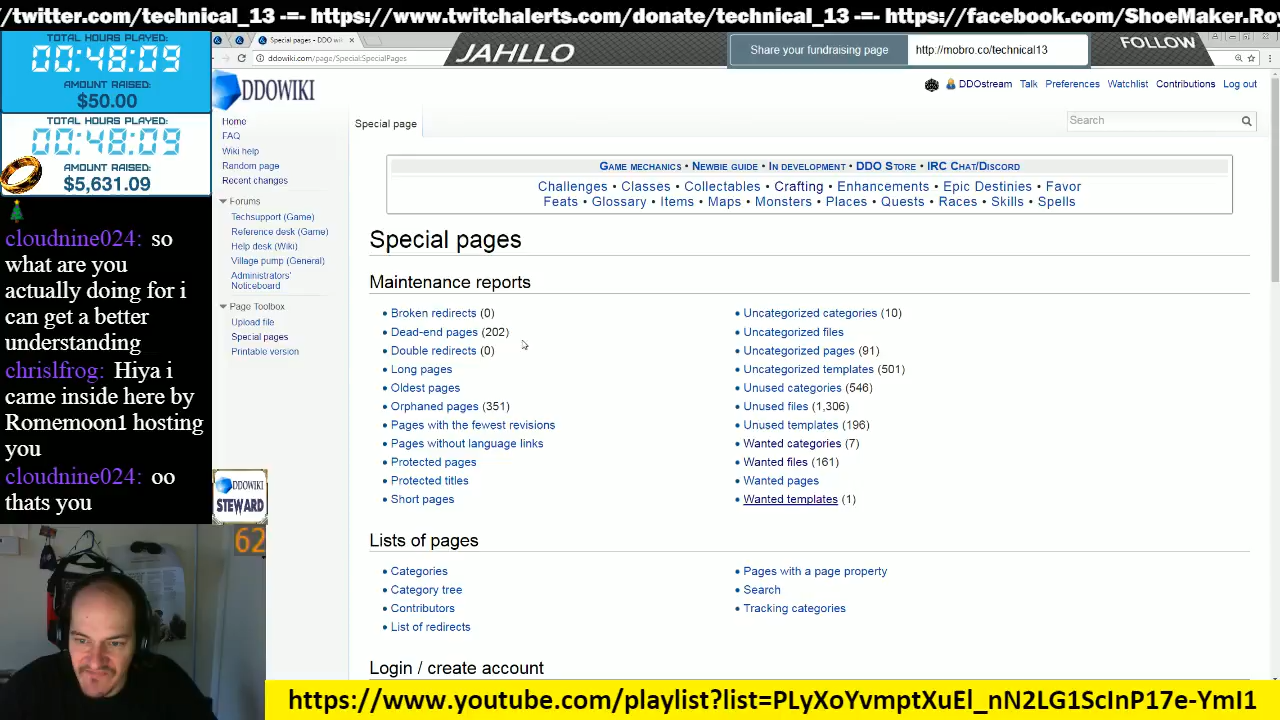 //twitter.com/technical_13 -=- https://www.twitchalerts.com/donate/technical_13 -=- https://facebook.com/ShoeMaker.Ro
TOTAL HOURS PLAYED:
00:48:09
AMOUNT RAISED:
$50.00
TOTAL HOURS PLAYED:
00:48:09
AMOUNT RAISED:
$5,631.09
cloudnine024: so
what are you
actually doing for i
can get a better
understanding
chrislfrog: Hiya i
came inside here by
Romemoon1 hosting
you
cloudnine024: oo
thats you
Special pages - DDO wi
ddowiki.com/page/Special:SpecialPages
JAHLLO
Share your fundraising page
http://mobro.co/technical13
FOLLOW
DDOWIKI
DDOstream Talk Preferences Watchlist Contributions Log out
Home
FAQ
Wiki help
Random page
Recent changes
Forums
Techsupport (Game)
Reference desk (Game)
Help desk (Wiki)
Village pump (General)
Administrators'
Noticeboard
Page Toolbox
Upload file
Special pages
Printable version
DDOWIKI
STEWARD
62
Special page
Search
Game mechanics • Newbie guide • In development • DDO Store • IRC Chat/Discord
Challenges • Classes • Collectables • Crafting • Enhancements • Epic Destinies • Favor
Feats • Glossary • Items • Maps • Monsters • Places • Quests • Races • Skills • Spells
Special pages
Maintenance reports
• Broken redirects (0)
• Dead-end pages (202)
• Double redirects (0)
• Long pages
• Oldest pages
• Orphaned pages (351)
• Pages with the fewest revisions
• Pages without language links
• Protected pages
• Protected titles
• Short pages
• Uncategorized categories (10)
• Uncategorized files
• Uncategorized pages (91)
• Uncategorized templates (501)
• Unused categories (546)
• Unused files (1,306)
• Unused templates (196)
• Wanted categories (7)
• Wanted files (161)
• Wanted pages
• Wanted templates (1)
Lists of pages
• Categories
• Category tree
• Contributors
• List of redirects
• Pages with a page property
• Search
• Tracking categories
Login / create account
https://www.youtube.com/playlist?list=PLyXoYvmptXuEl_nN2LG1ScInP17e-YmI1